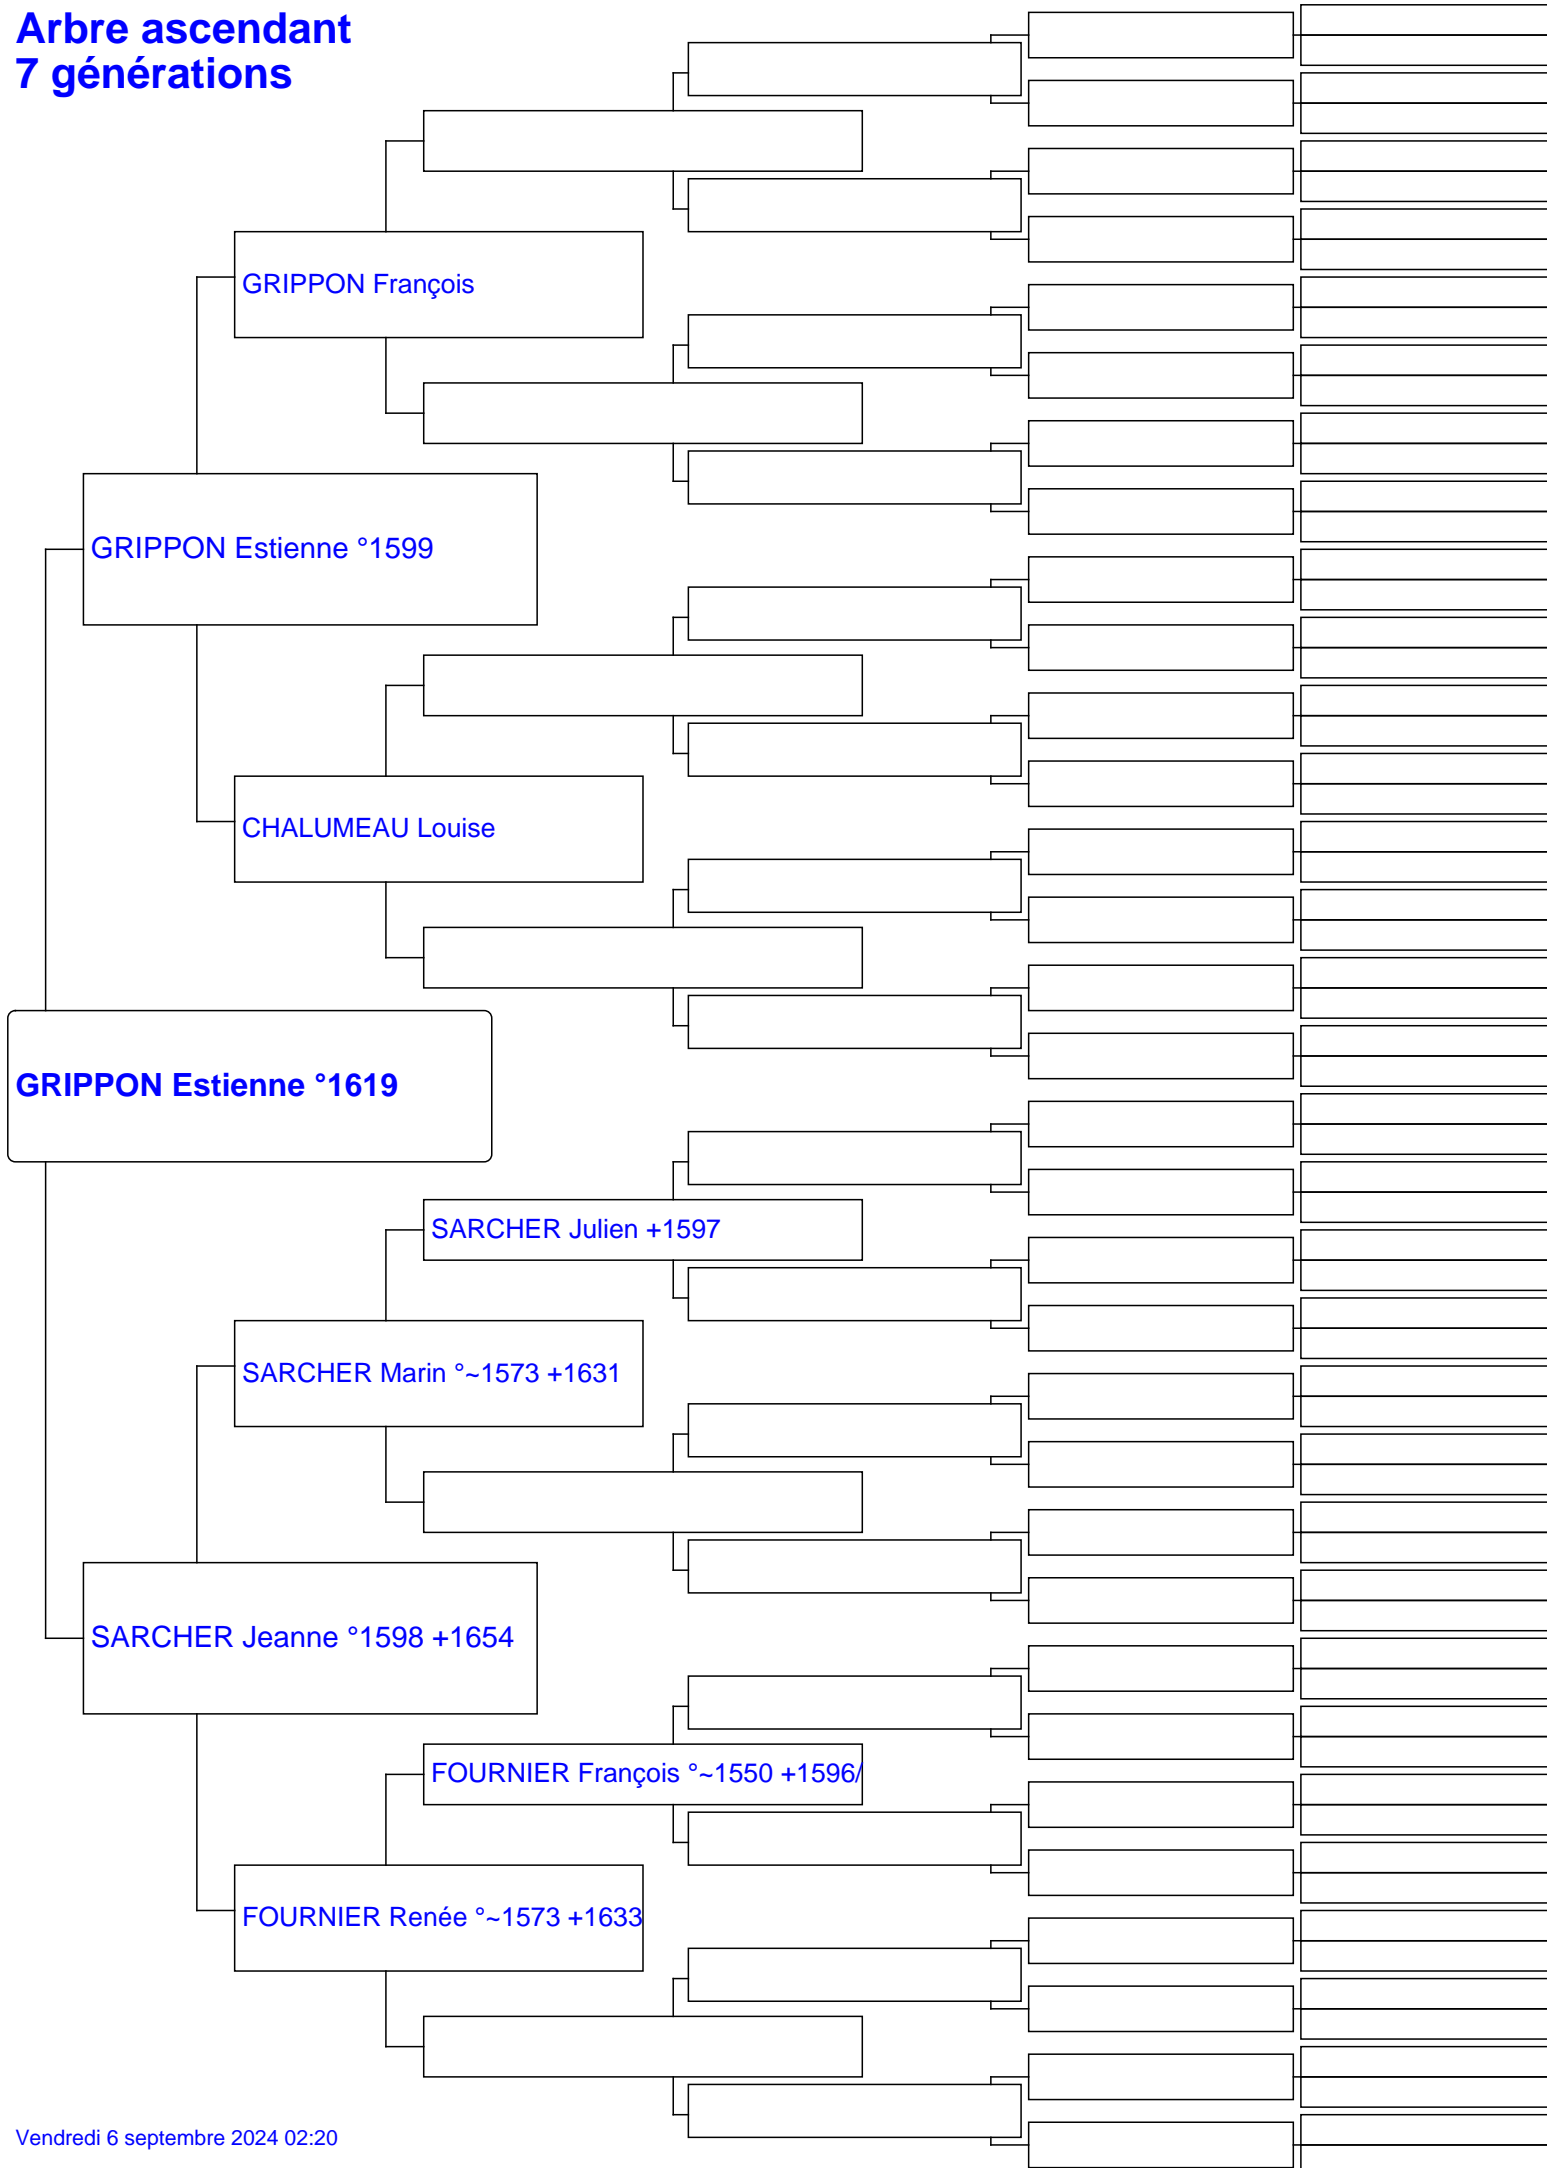 Arbre ascendant
7 générations
GRIPPON François
GRIPPON Estienne °1599
CHALUMEAU Louise
GRIPPON Estienne °1619
SARCHER Julien +1597
SARCHER Marin °~1573 +1631
SARCHER Jeanne °1598 +1654
FOURNIER François °~1550 +1596/
FOURNIER Renée °~1573 +1633
Vendredi 6 septembre 2024 02:20